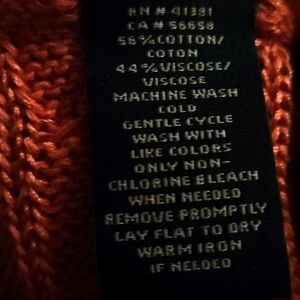 RN # 41381
CA # 56658
56% COTTON/
COTON
44% VISCOSE/
VISCOSE
MACHINE WASH
COLD
GENTLE CYCLE
WASH WITH
LIKE COLORS
ONLY NON-
CHLORINE BLEACH
WHEN NEEDED
REMOVE PROMPTLY
LAY FLAT TO DRY
WARM IRON
IF NEEDED